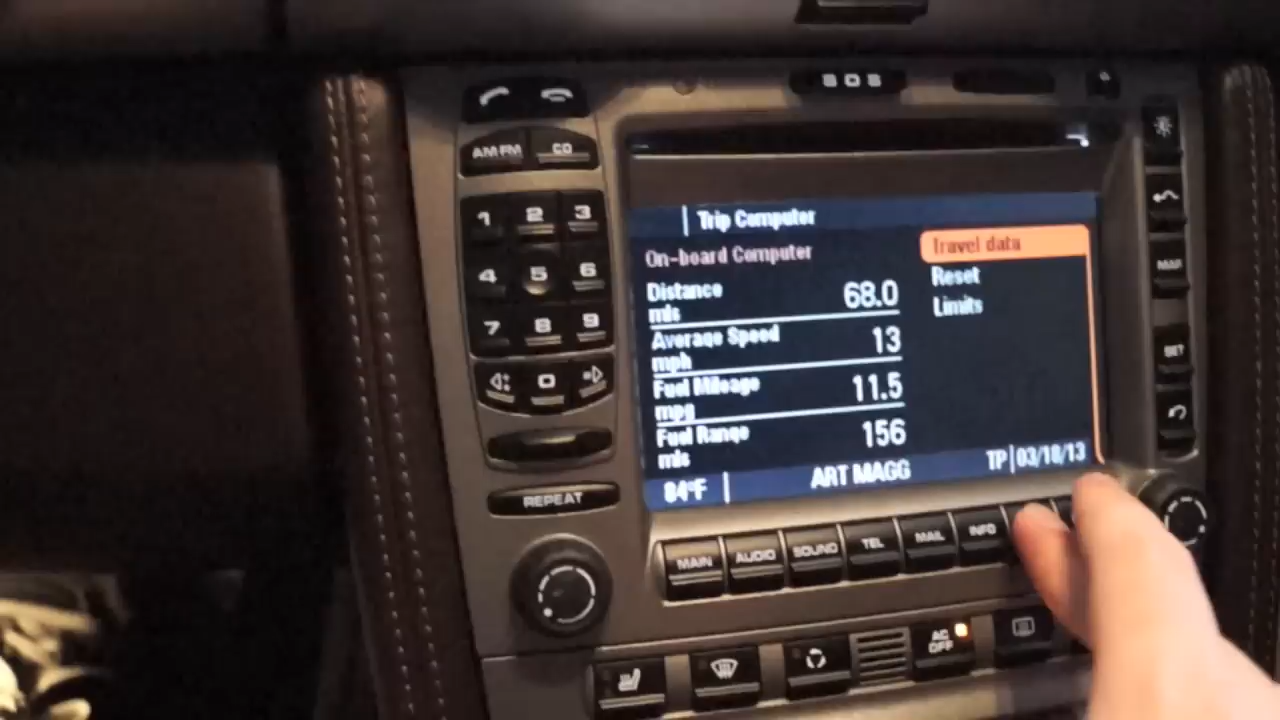 SOS
AM FM CD
1 2 3
4 5 6
7 8 9
0
REPEAT
Trip Computer
On-board Computer
Distance
mls 68.0
Average Speed
mph 13
Fuel Mileage
mpg 11.5
Fuel Range
mls 156
Travel data
Reset
Limits
84°F ART MAGG TP 03/18/13
MAP
SET
MAIN AUDIO SOUND TEL MAIL INFO
AC
OFF